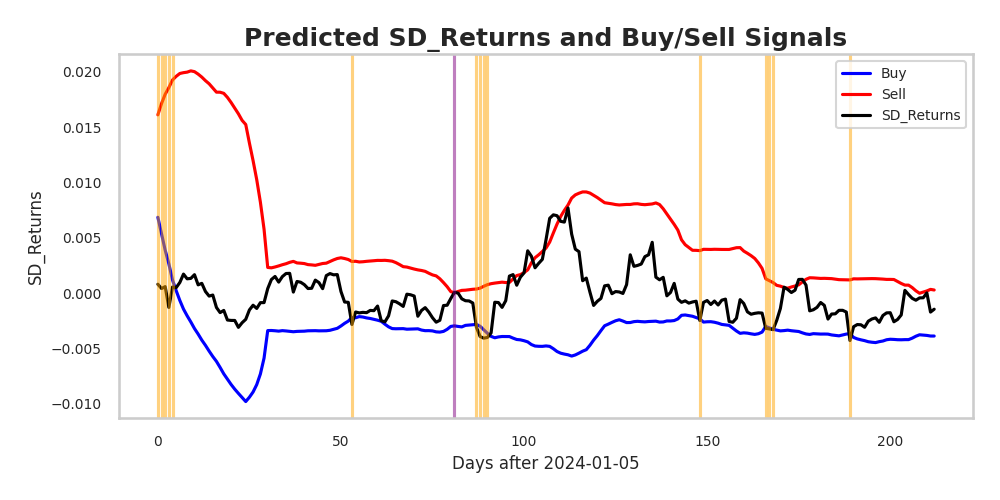 Predicted SD_Returns and Buy/Sell Signals
0.020
0.015
0.010
0.005
0.000
−0.005
−0.010
SD_Returns
Buy
Sell
SD_Returns
0
50
100
150
200
Days after 2024-01-05